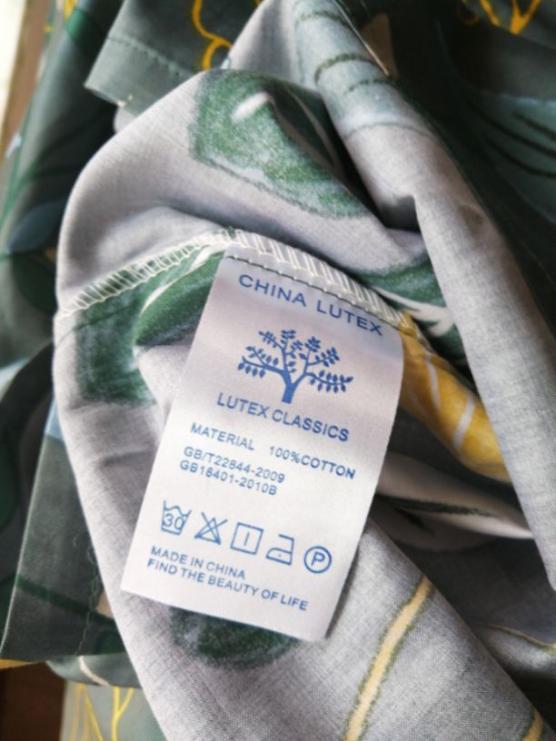 CHINA LUTEX
LUTEX CLASSICS
MATERIAL 100%COTTON
GB/T22844-2009
GB18401-2010B
30
P
MADE IN CHINA
FIND THE BEAUTY OF LIFE